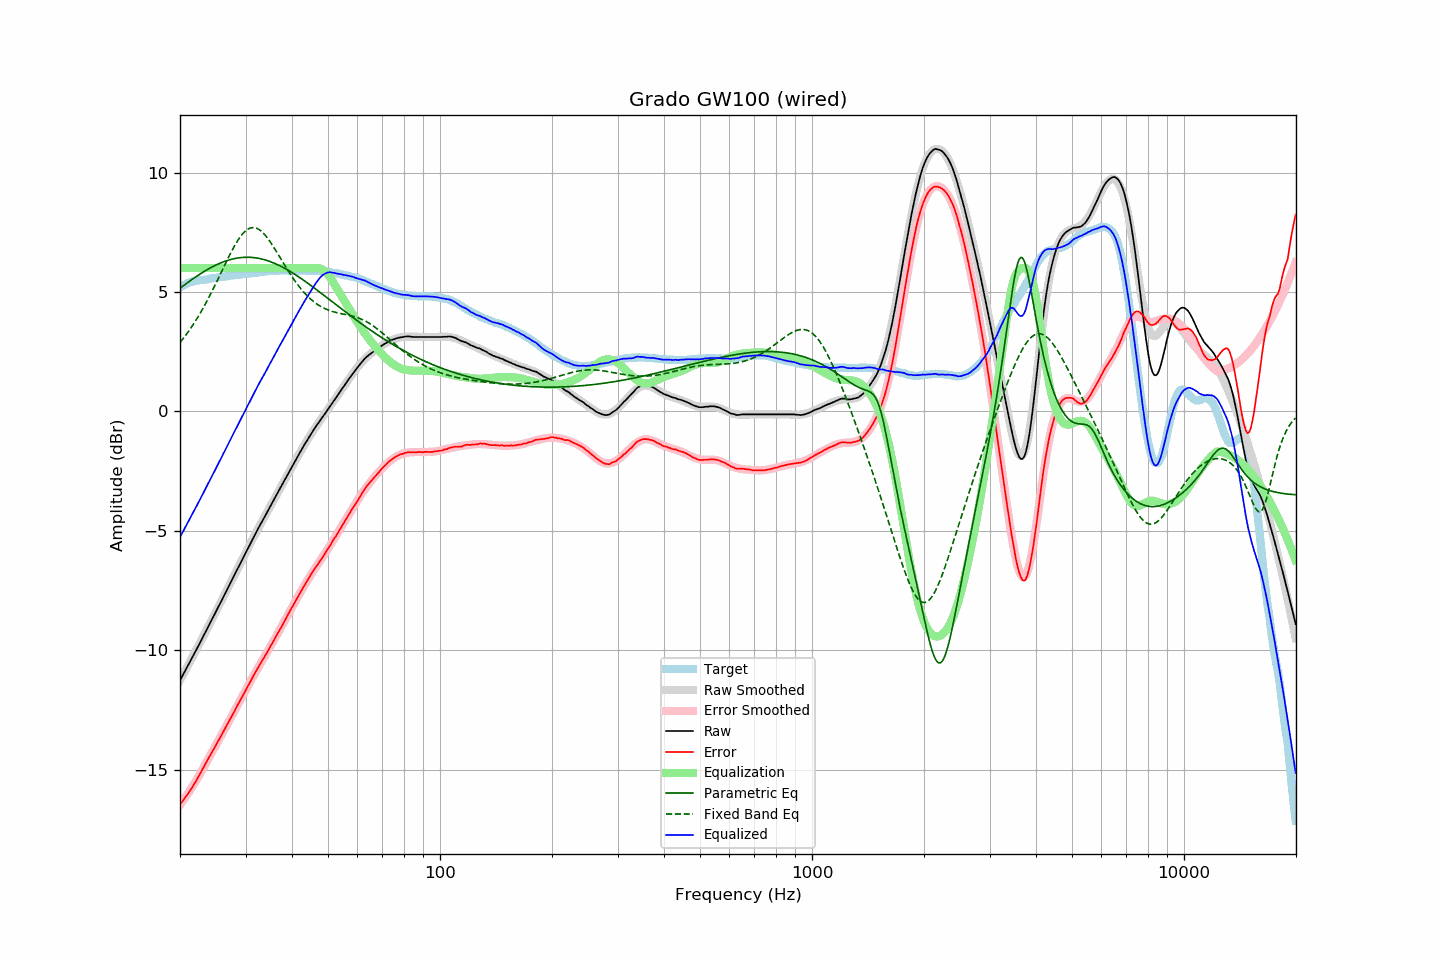 Grado GW100 (wired)
10
5
0
−5
−10
−15
Amplitude (dBr)
Target
Raw Smoothed
Error Smoothed
Raw
Error
Equalization
Parametric Eq
Fixed Band Eq
Equalized
100
1000
10000
Frequency (Hz)